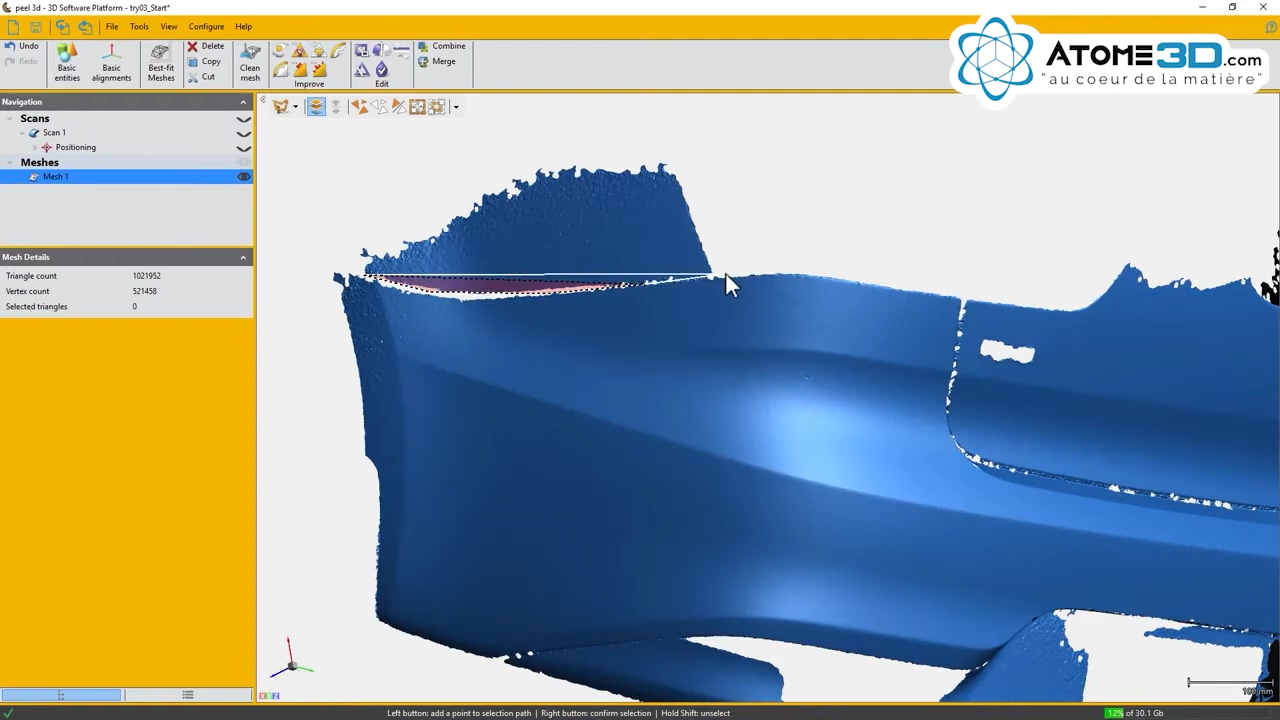 peel 3d - 3D Software Platform - try03_Start*
File Tools View Configure Help
Undo
Redo
Basic entities
Basic alignments
Best-fit Meshes
Delete
Copy
Cut
Clean mesh
Improve
Edit
Combine
Merge
ATOME3D.com
"au coeur de la matière"
Navigation
Scans
Scan 1
Positioning
Meshes
Mesh 1
Mesh Details
Triangle count 1021952
Vertex count 521458
Selected triangles 0
100 mm
X Y Z
Left button: add a point to selection path | Right button: confirm selection | Hold Shift: unselect
12% of 30.1 Gb